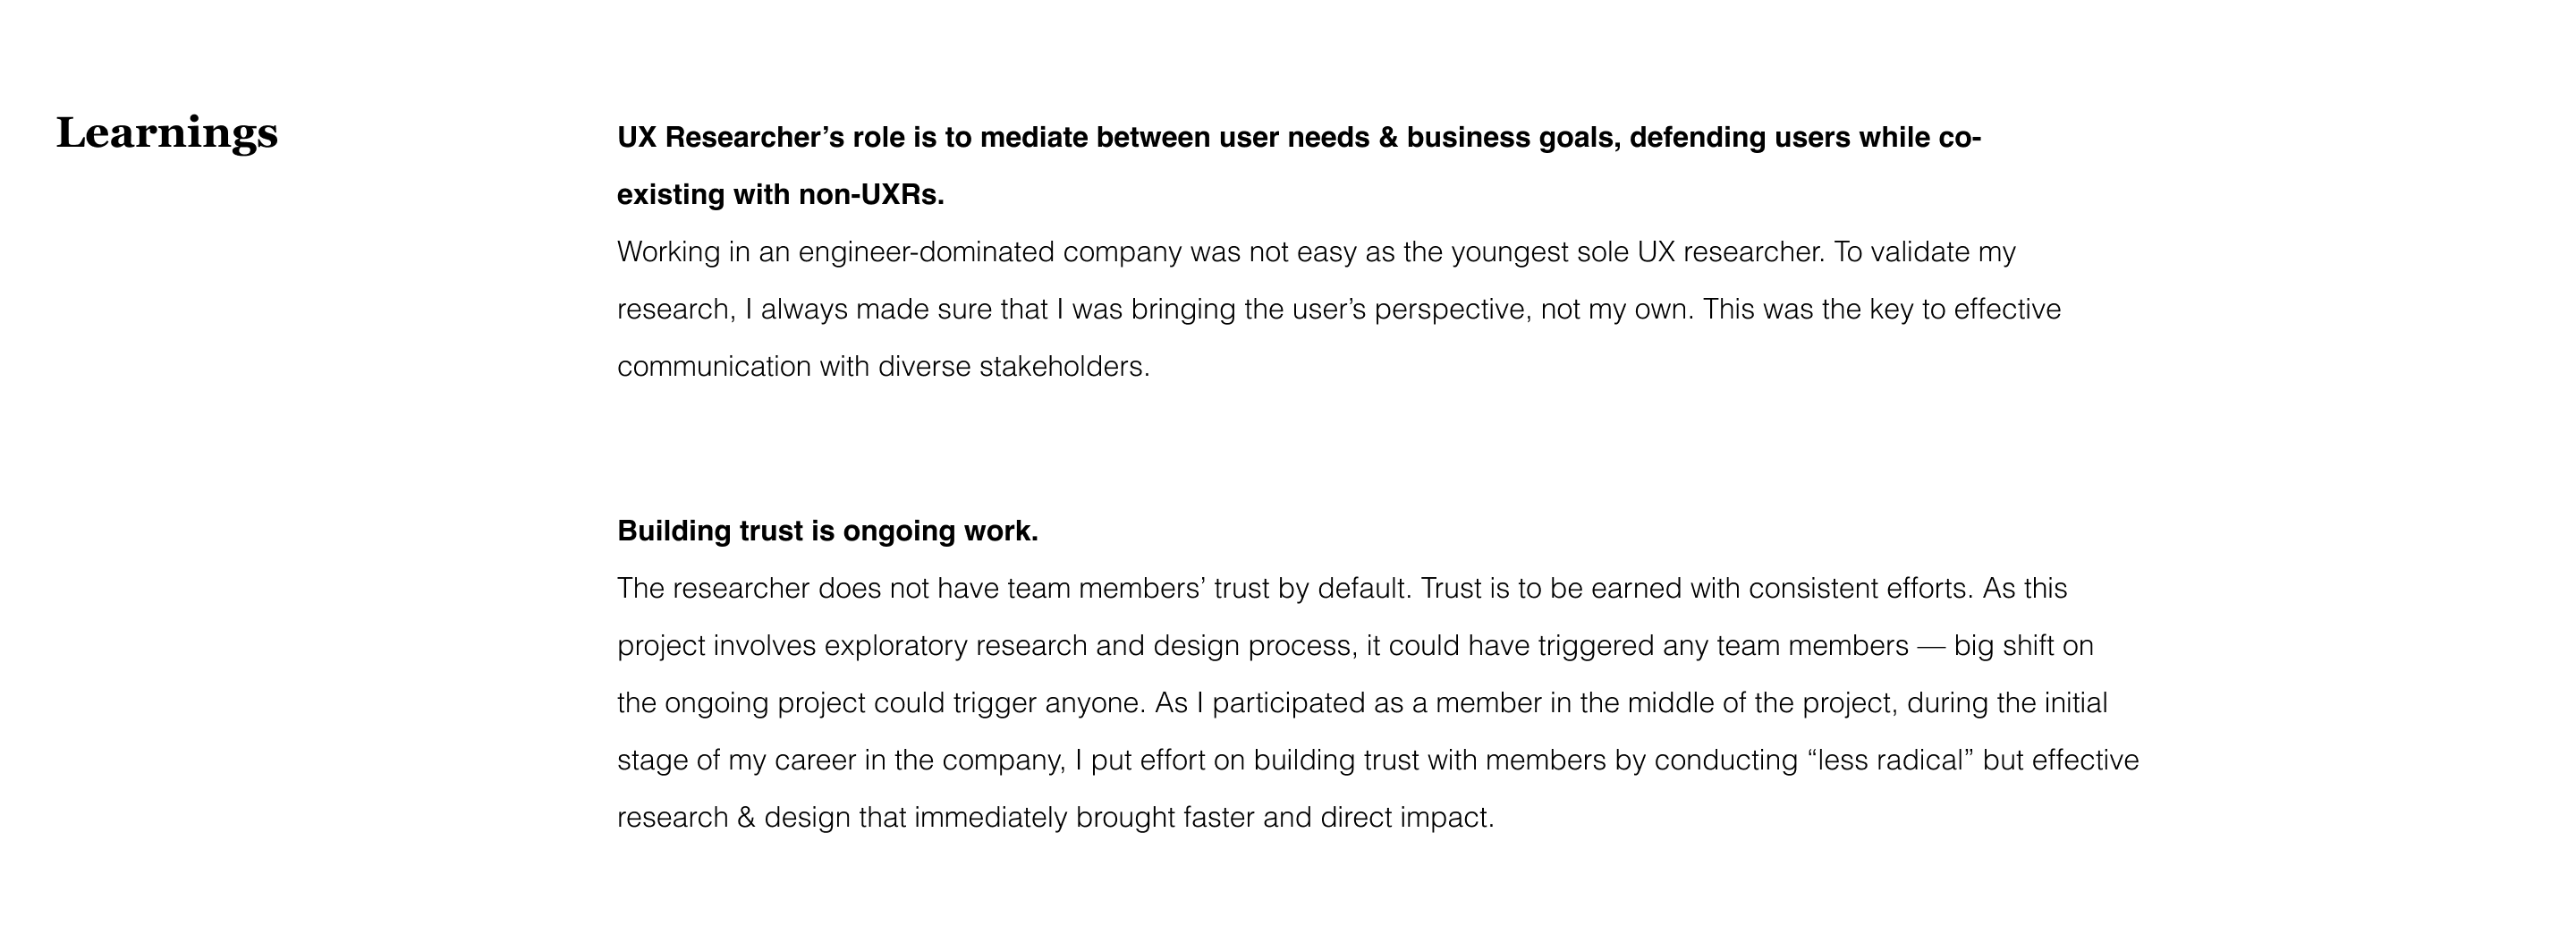 Learnings
UX Researcher’s role is to mediate between user needs & business goals, defending users while co-
existing with non-UXRs.
Working in an engineer-dominated company was not easy as the youngest sole UX researcher. To validate my
research, I always made sure that I was bringing the user’s perspective, not my own. This was the key to effective
communication with diverse stakeholders.
Building trust is ongoing work.
The researcher does not have team members’ trust by default. Trust is to be earned with consistent efforts. As this
project involves exploratory research and design process, it could have triggered any team members — big shift on
the ongoing project could trigger anyone. As I participated as a member in the middle of the project, during the initial
stage of my career in the company, I put effort on building trust with members by conducting “less radical” but effective
research & design that immediately brought faster and direct impact.